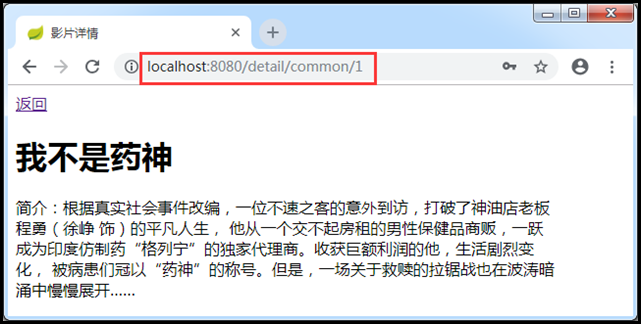 影片详情
localhost:8080/detail/common/1
返回
我不是药神
简介：根据真实社会事件改编，一位不速之客的意外到访，打破了神油店老板
程勇（徐峥 饰）的平凡人生， 他从一个交不起房租的男性保健品商贩，一跃
成为印度仿制药“格列宁”的独家代理商。收获巨额利润的他，生活剧烈变
化， 被病患们冠以“药神”的称号。但是，一场关于救赎的拉锯战也在波涛暗
涌中慢慢展开......